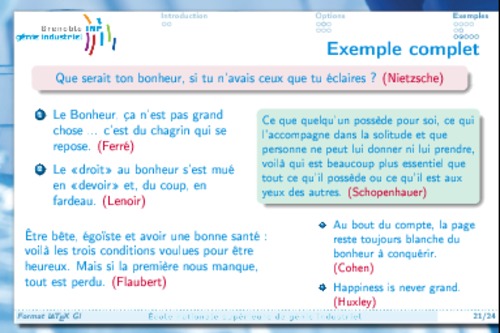 Grenoble INP
génie industriel
Introduction
Options
Exemples
Exemple complet
Que serait ton bonheur, si tu n'avais ceux que tu éclaires ? (Nietzsche)
1 Le Bonheur, ça n'est pas grand
chose ... c'est du chagrin qui se
repose. (Ferré)
2 Le «droit» au bonheur s'est mué
en «devoir» et, du coup, en
fardeau. (Lenoir)
Être bête, égoïste et avoir une bonne santé :
voilà les trois conditions voulues pour être
heureux. Mais si la première nous manque,
tout est perdu. (Flaubert)
Ce que quelqu'un possède pour soi, ce qui
l'accompagne dans la solitude et que
personne ne peut lui donner ni lui prendre,
voilà qui est beaucoup plus essentiel que
tout ce qu'il possède ou ce qu'il est aux
yeux des autres. (Schopenhauer)
Au bout du compte, la page
reste toujours blanche du
bonheur à conquérir.
(Cohen)
Happiness is never grand.
(Huxley)
Format LATEX GI
École nationale supérieure de génie industriel
21/24